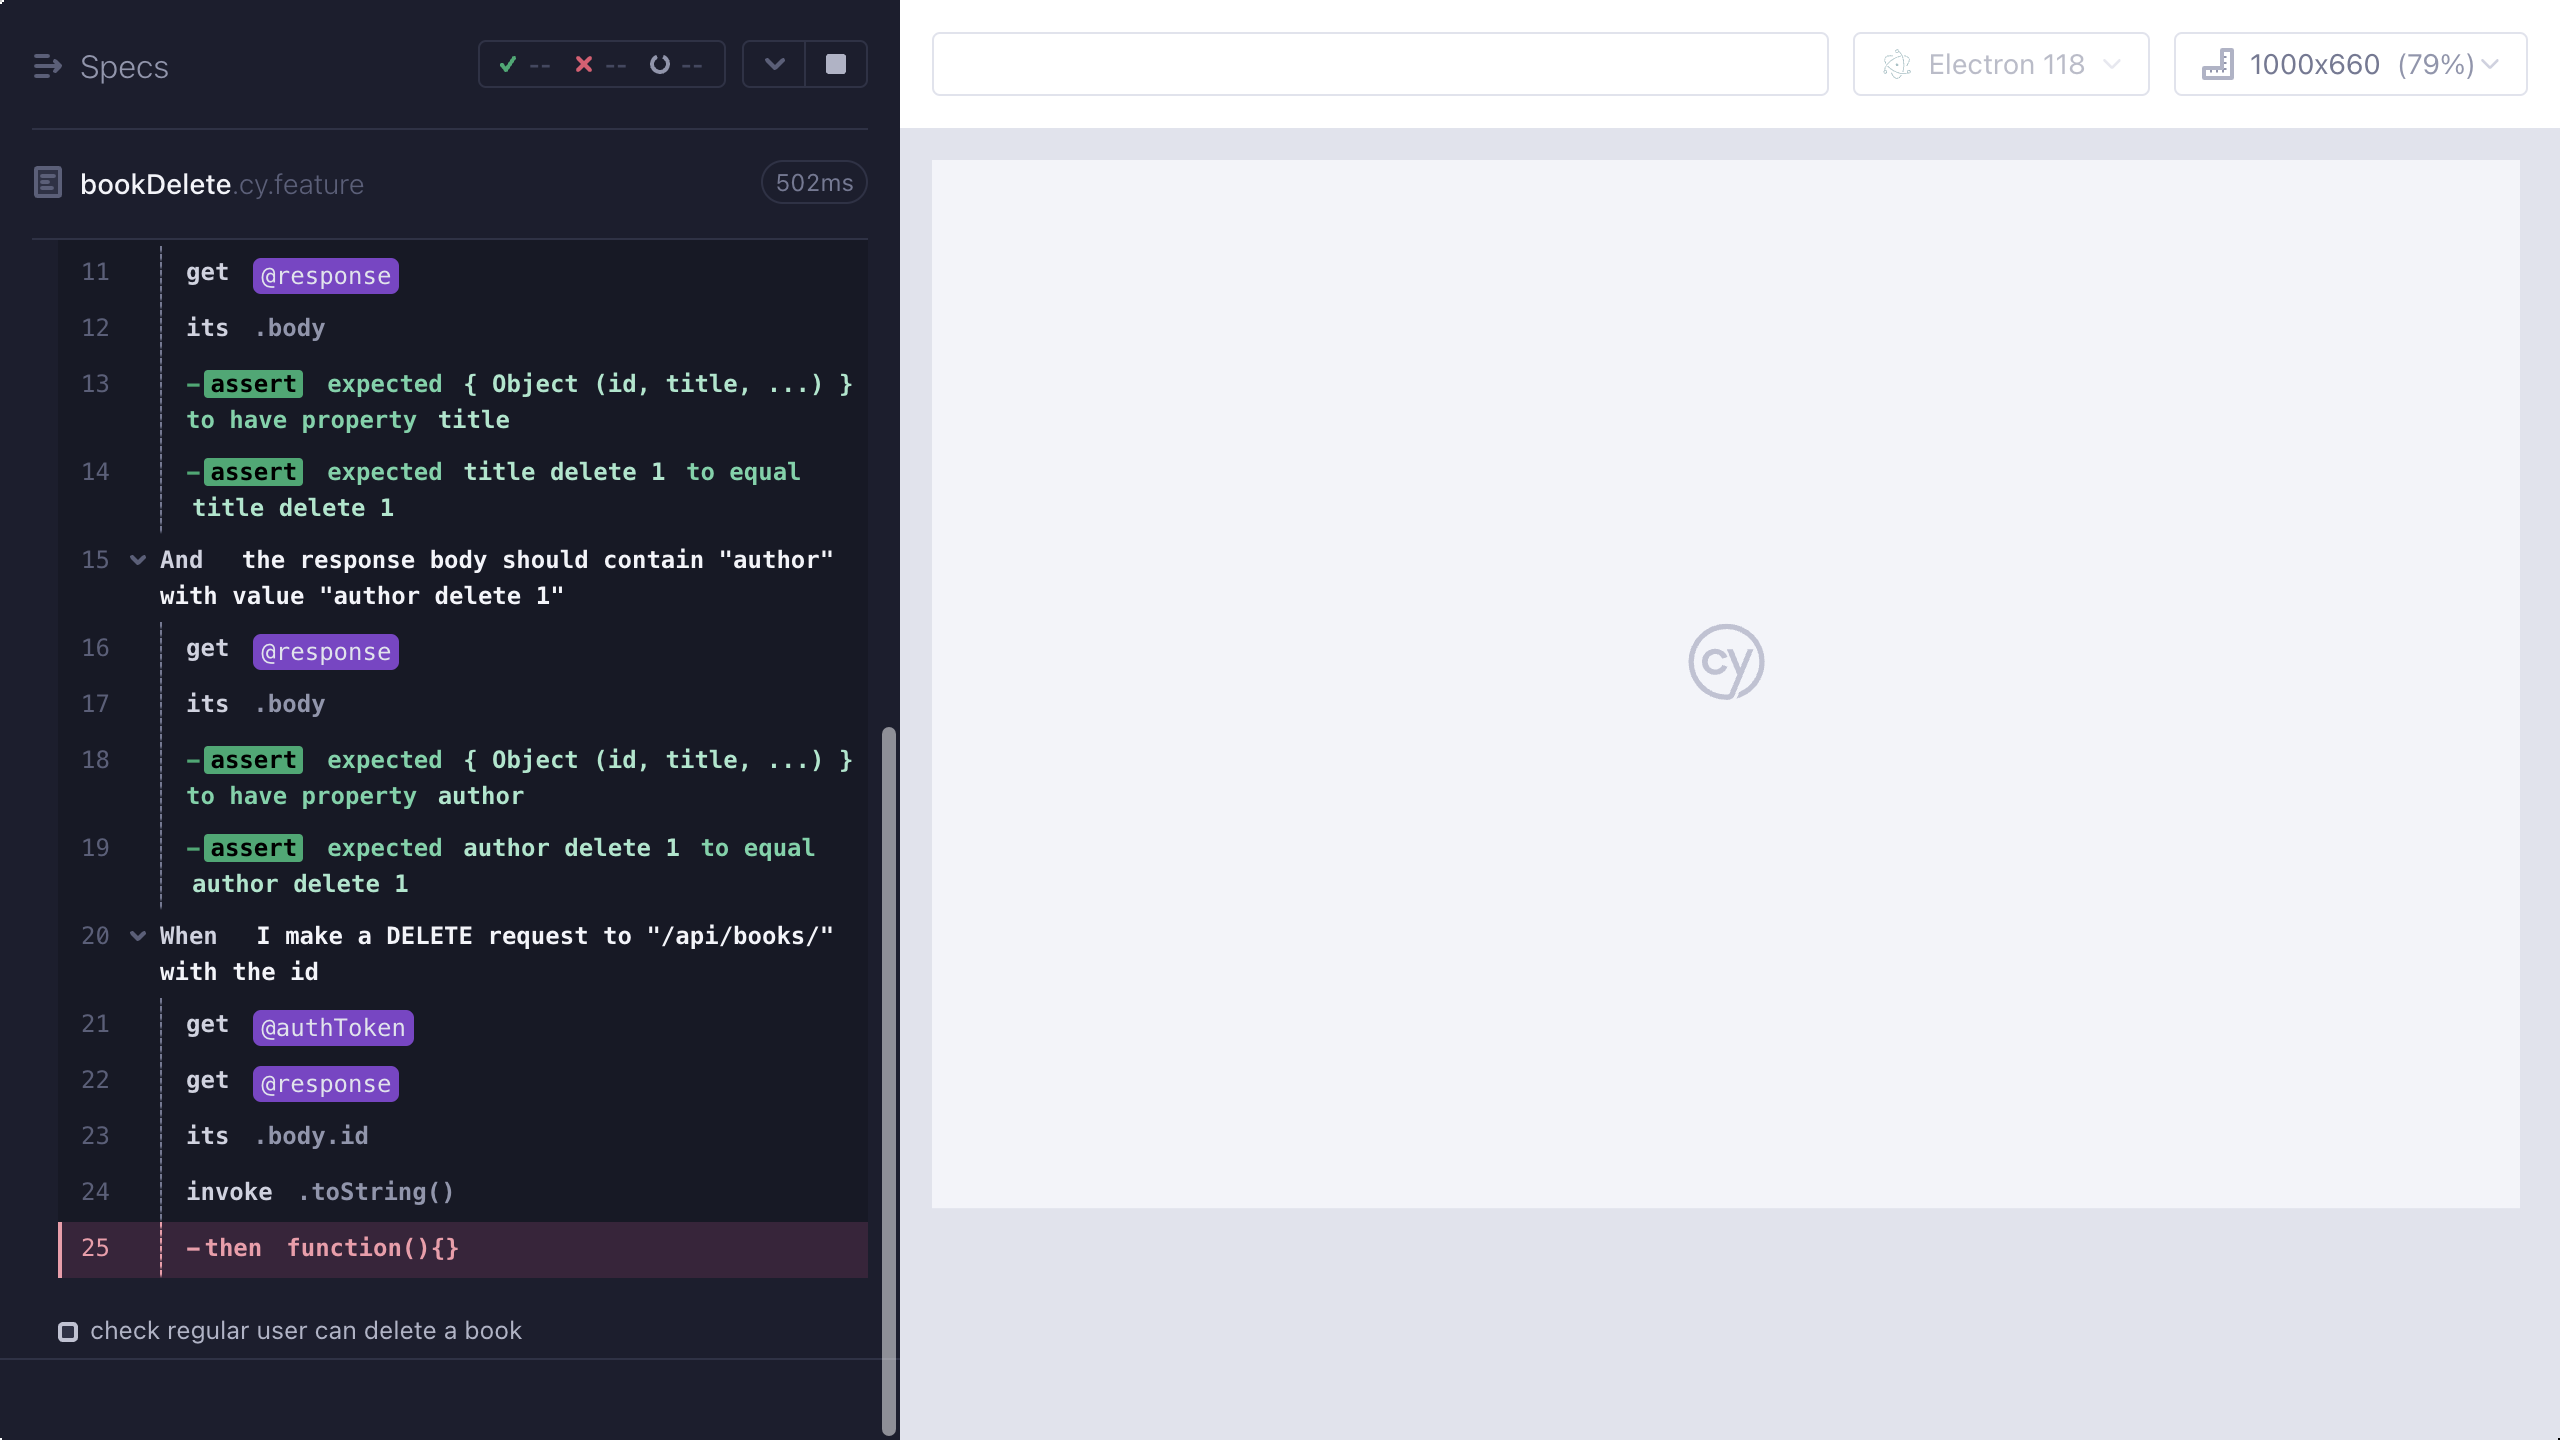 Specs
-- -- --
bookDelete.cy.feature 502ms
11 get @response
12 its .body
13 -assert expected { Object (id, title, ...) }
to have property title
14 -assert expected title delete 1 to equal
title delete 1
15 And the response body should contain "author"
with value "author delete 1"
16 get @response
17 its .body
18 -assert expected { Object (id, title, ...) }
to have property author
19 -assert expected author delete 1 to equal
author delete 1
20 When I make a DELETE request to "/api/books/"
with the id
21 get @authToken
22 get @response
23 its .body.id
24 invoke .toString()
25 -then function(){}
check regular user can delete a book
Electron 118
1000x660 (79%)
cy